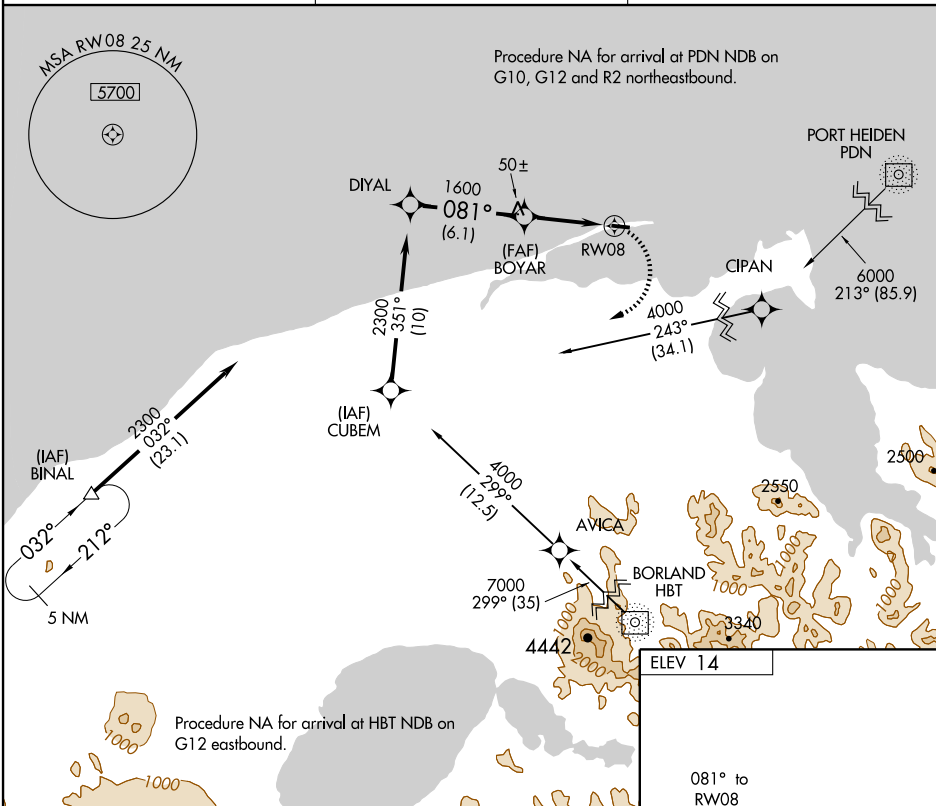 MSA RW08 25 NM
5700
Procedure NA for arrival at PDN NDB on
G10, G12 and R2 northeastbound.
PORT HEIDEN
PDN
DIYAL
1600
081°
(6.1)
50±
(FAF)
BOYAR
RW08
CIPAN
6000
213° (85.9)
4000
243°
(34.1)
2300
351°
(10)
(IAF)
CUBEM
2300
032°
(23.1)
(IAF)
BINAL
032°
212°
5 NM
4000
299°
(12.5)
AVICA
2550
2500
7000
299° (35)
BORLAND
HBT
1000
1000
1000
4442
2000
3340
ELEV 14
Procedure NA for arrival at HBT NDB on
G12 eastbound.
1000
1000
081° to
RW08